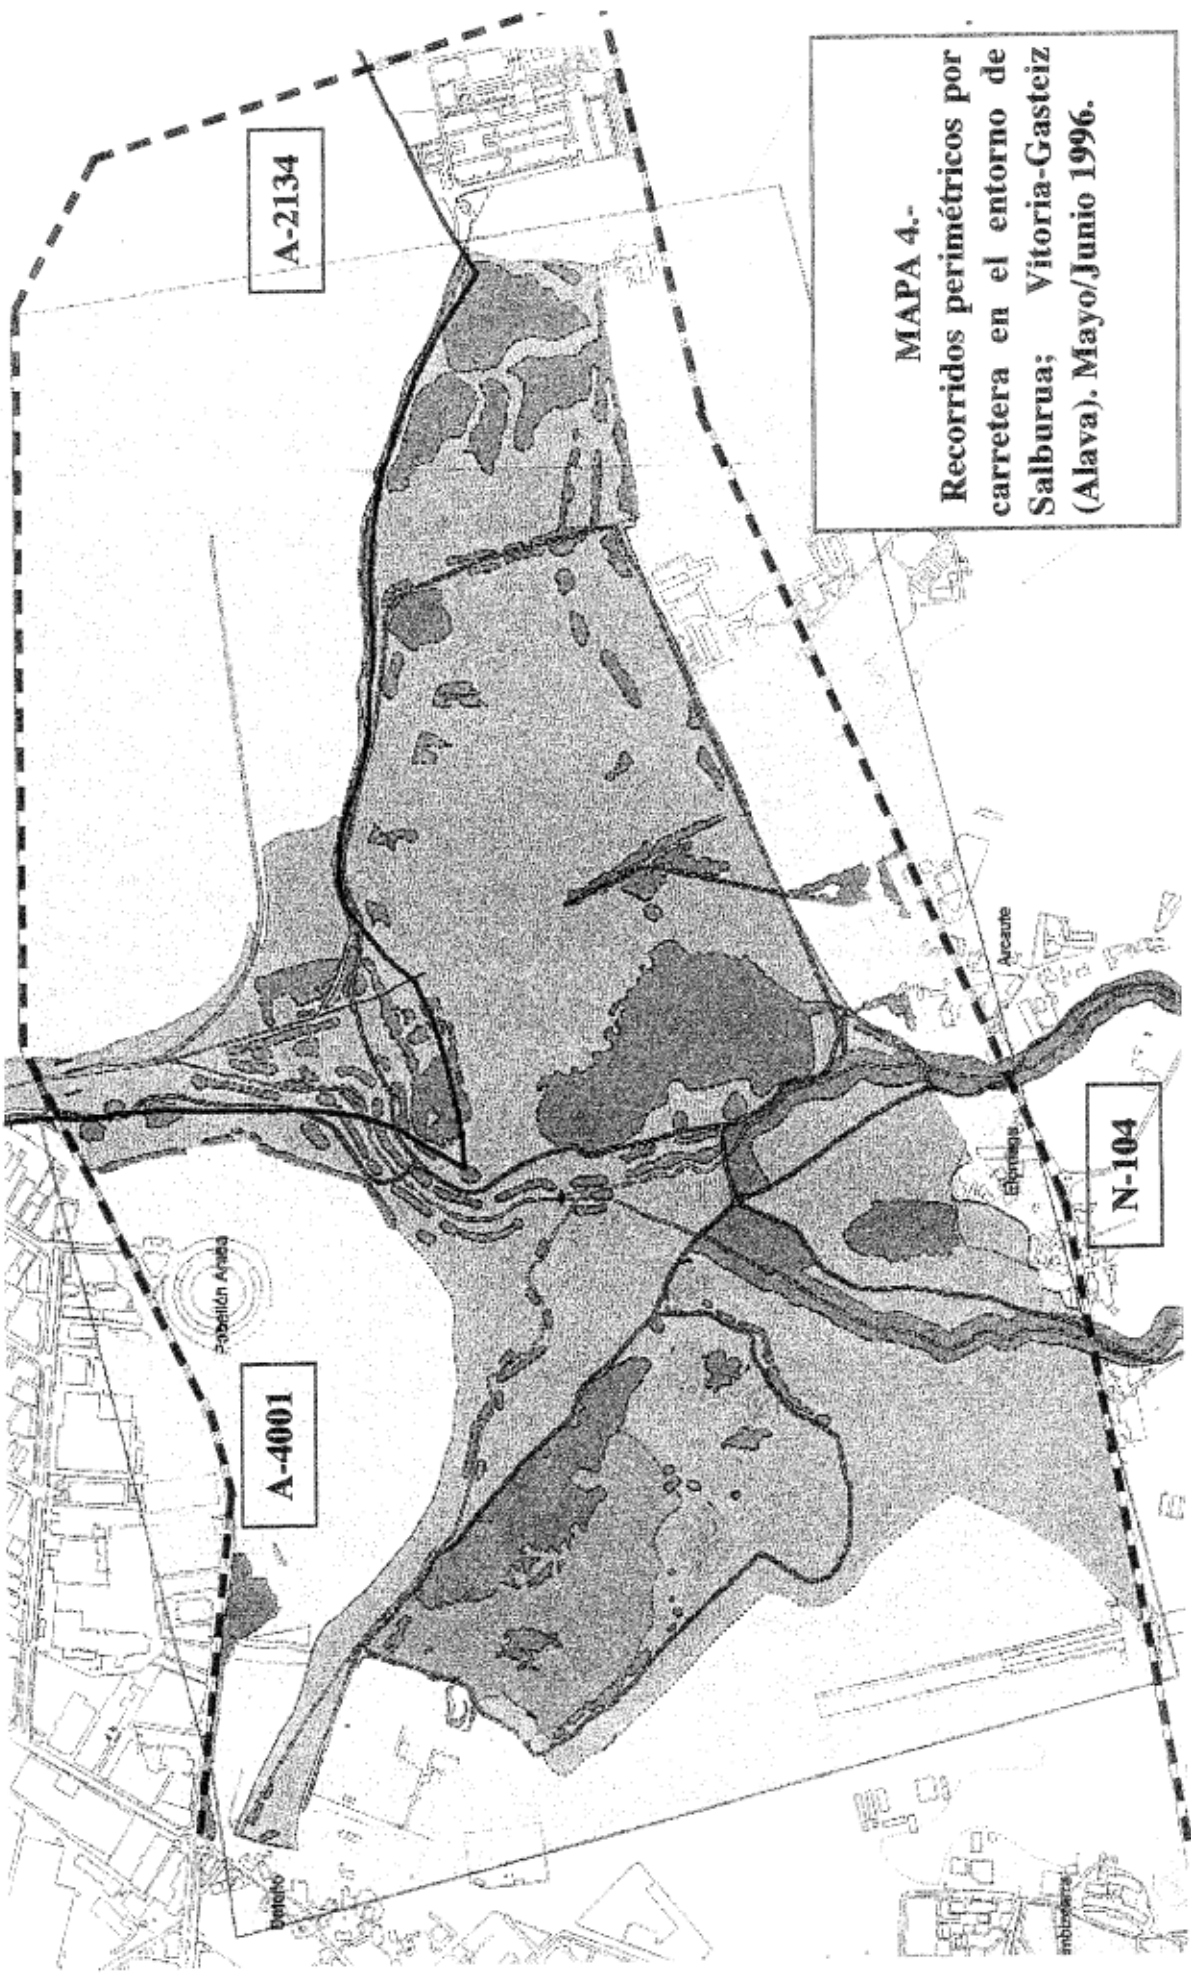 MAPA 4.-
Recorridos perimétricos por
carretera en el entorno de
Salburua; Vitoria-Gasteiz
(Alava). Mayo/Junio 1996.
A-2134
A-4001
N-104
Pabellón Araba
Arcaute
Betoño